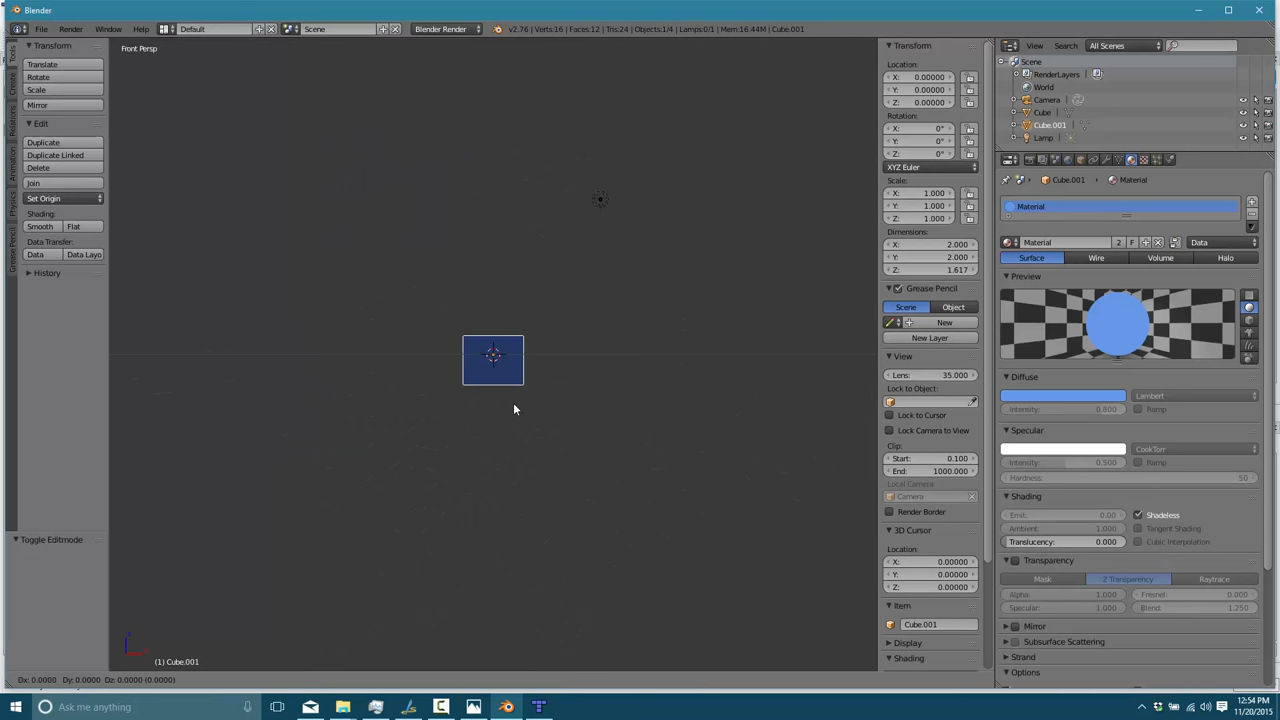 Blender
File Render Window Help Default Scene Blender Render v2.76 | Verts:16 | Faces:12 | Tris:24 | Objects:1/4 | Lamps:0/1 | Mem:16.44M | Cube.001
Tools
Create
Relations
Animation
Physics
Grease Pencil
Transform
Translate
Rotate
Scale
Mirror
Edit
Duplicate
Duplicate Linked
Delete
Join
Set Origin
Shading:
Smooth Flat
Data Transfer:
Data Data Layo
History
Toggle Editmode
Front Persp
(1) Cube.001
Dx: 0.0000 Dy: 0.0000 Dz: 0.0000 (0.0000)
Transform
Location:
X: 0.00000
Y: 0.00000
Z: 0.00000
Rotation:
X: 0°
Y: 0°
Z: 0°
XYZ Euler
Scale:
X: 1.000
Y: 1.000
Z: 1.000
Dimensions:
X: 2.000
Y: 2.000
Z: 1.617
Grease Pencil
Scene Object
New
New Layer
View
Lens: 35.000
Lock to Object:
Lock to Cursor
Lock Camera to View
Clip:
Start: 0.100
End: 1000.000
Local Camera:
Camera
Render Border
3D Cursor
Location:
X: 0.00000
Y: 0.00000
Z: 0.00000
Item
Cube.001
Display
Shading
View Search All Scenes
Scene
RenderLayers
World
Camera
Cube
Cube.001
Lamp
Cube.001 Material
Material
Material 2 F Data
Surface Wire Volume Halo
Preview
Diffuse
Lambert
Intensity: 0.800 Ramp
Specular
CookTorr
Intensity: 0.500 Ramp
Hardness: 50
Shading
Emit: 0.00 Shadeless
Ambient: 1.000 Tangent Shading
Translucency: 0.000 Cubic Interpolation
Transparency
Mask Z Transparency Raytrace
Alpha: 1.000 Fresnel: 0.000
Specular: 1.000 Blend: 1.250
Mirror
Subsurface Scattering
Strand
Options
Ask me anything
12:54 PM
11/20/2015